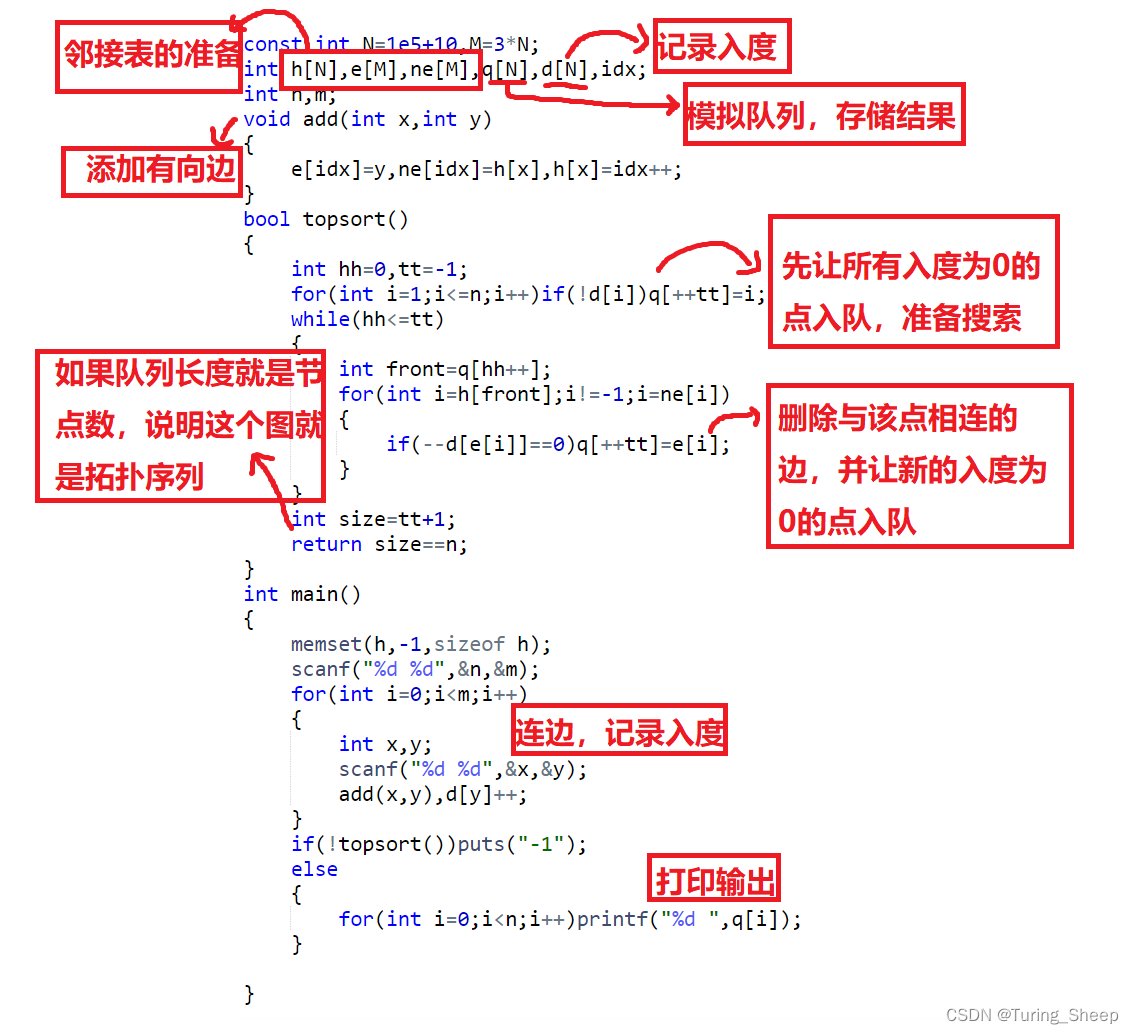 邻接表的准备
const int N=1e5+10,M=3*N;
记录入度
int h[N],e[M],ne[M],q[N],d[N],idx;
int n,m;
模拟队列，存储结果
void add(int x,int y)
{
添加有向边
e[idx]=y,ne[idx]=h[x],h[x]=idx++;
}
bool topsort()
{
int hh=0,tt=-1;
先让所有入度为0的
点入队，准备搜索
for(int i=1;i<=n;i++)if(!d[i])q[++tt]=i;
while(hh<=tt)
{
如果队列长度就是节
点数，说明这个图就
是拓扑序列
int front=q[hh++];
for(int i=h[front];i!=-1;i=ne[i])
{
删除与该点相连的
边，并让新的入度为
0的点入队
if(--d[e[i]]==0)q[++tt]=e[i];
}
}
int size=tt+1;
return size==n;
}
int main()
{
memset(h,-1,sizeof h);
scanf("%d %d",&n,&m);
for(int i=0;i<m;i++)
{
连边，记录入度
int x,y;
scanf("%d %d",&x,&y);
add(x,y),d[y]++;
}
if(!topsort())puts("-1");
else
{
打印输出
for(int i=0;i<n;i++)printf("%d ",q[i]);
}
}
CSDN @Turing_Sheep